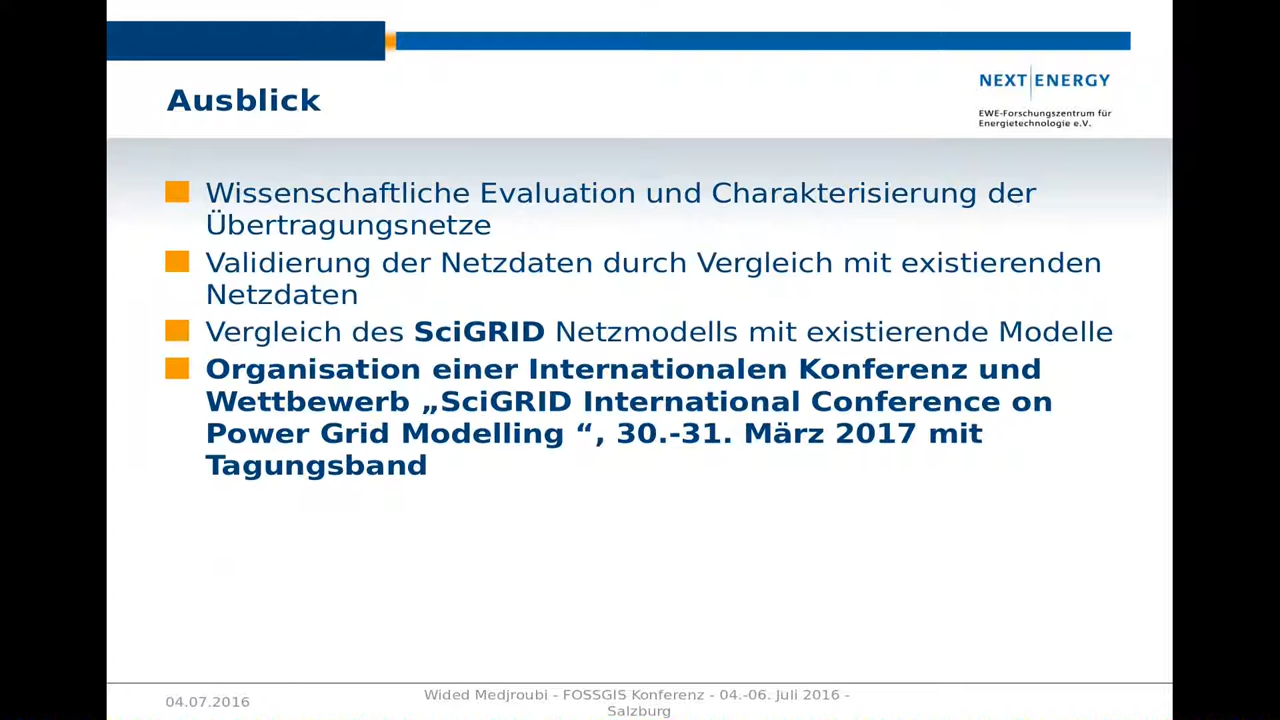 Ausblick
NEXT ENERGY
EWE-Forschungszentrum für
Energietechnologie e.V.
Wissenschaftliche Evaluation und Charakterisierung der
Übertragungsnetze
Validierung der Netzdaten durch Vergleich mit existierenden
Netzdaten
Vergleich des SciGRID Netzmodells mit existierende Modelle
Organisation einer Internationalen Konferenz und
Wettbewerb „SciGRID International Conference on
Power Grid Modelling “, 30.-31. März 2017 mit
Tagungsband
04.07.2016
Wided Medjroubi - FOSSGIS Konferenz - 04.-06. Juli 2016 -
Salzburg